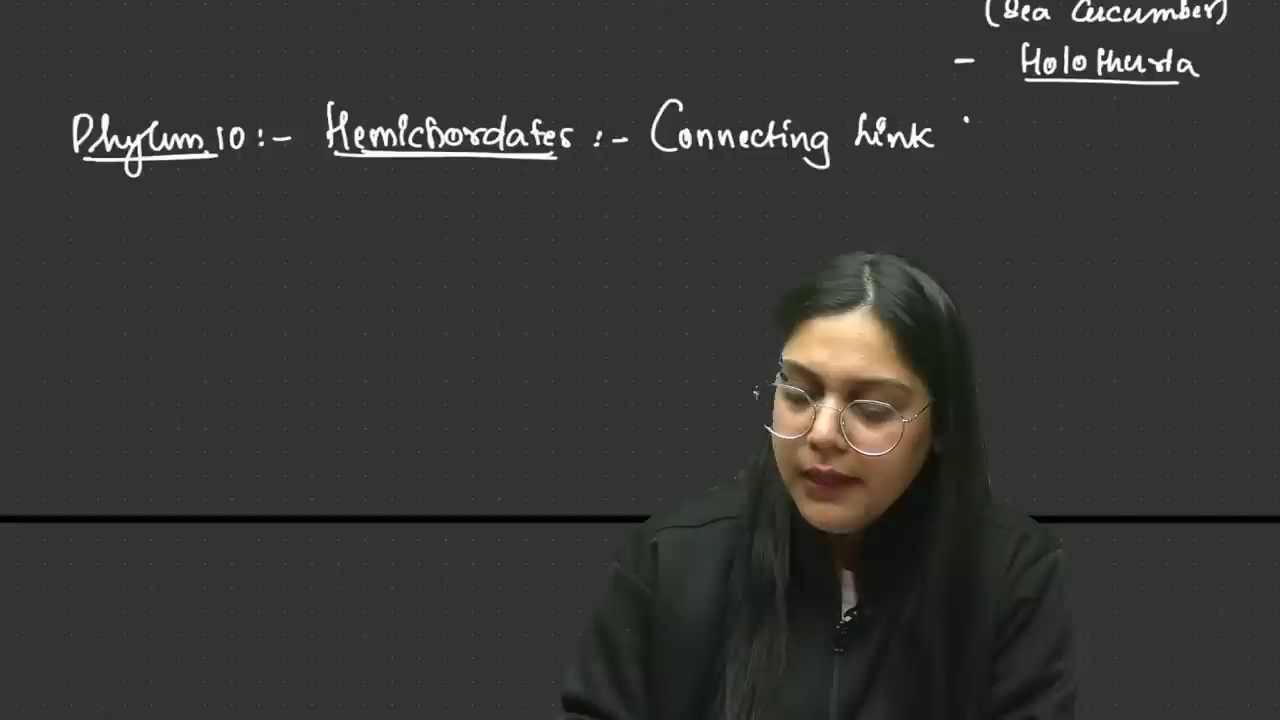 (Sea Cucumber)
- Holothuria
Phylum 10 :- Hemichordates :- Connecting Link